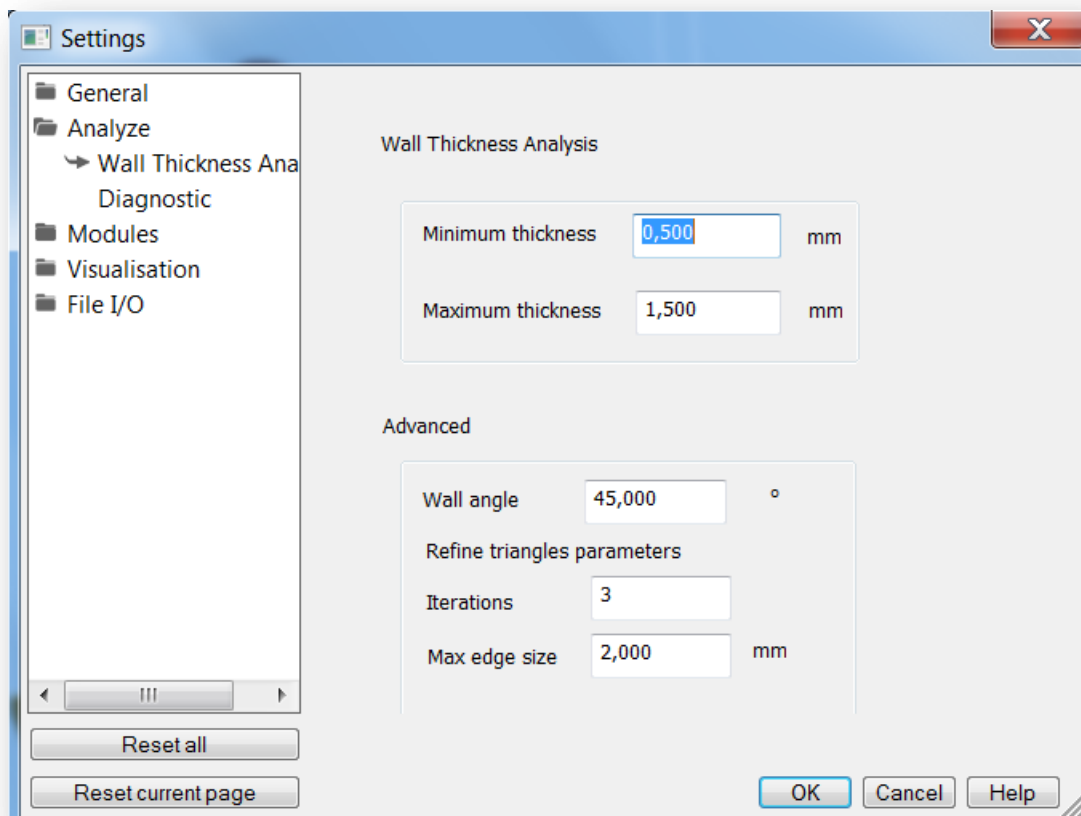 Settings
General
Analyze
Wall Thickness Ana
Diagnostic
Modules
Visualisation
File I/O
Reset all
Reset current page
Wall Thickness Analysis
Minimum thickness 0,500 mm
Maximum thickness 1,500 mm
Advanced
Wall angle 45,000 °
Refine triangles parameters
Iterations 3
Max edge size 2,000 mm
OK Cancel Help